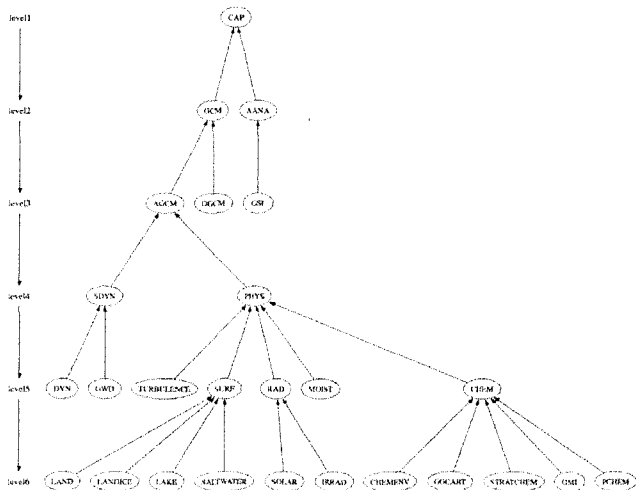 level1 CAP
level2 GCM AANA
level3 AGCM OGCM GSI
level4 SDYN PHYS
level5 DYN GWD TURBULENCE SURF RAD MOIST CHEM
level6 LAND LANDICE LAKE SALTWATER SOLAR IRRAD CHEMENV GOCART STRATCHEM GMI PCHEM